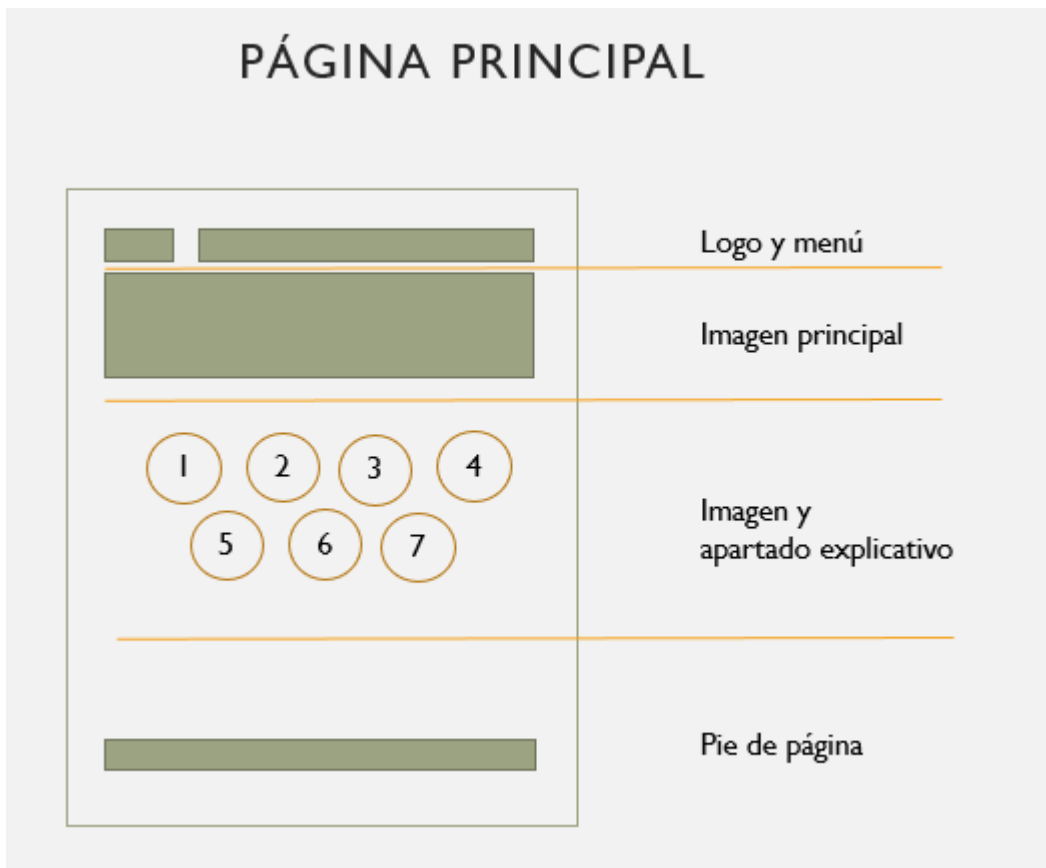 PÁGINA PRINCIPAL
Logo y menú
Imagen principal
1 2 3 4
5 6 7
Imagen y
apartado explicativo
Pie de página